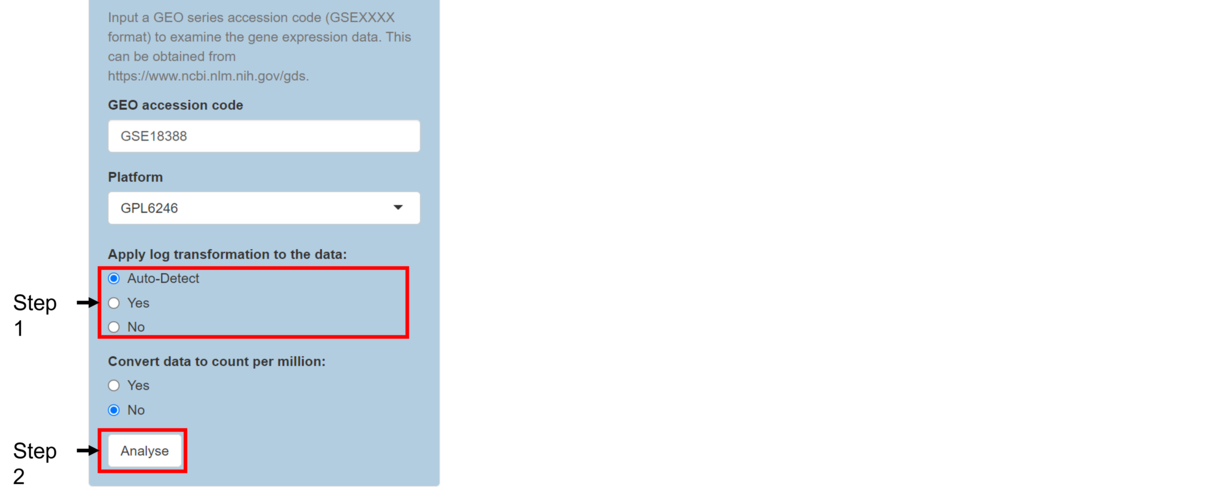 Input a GEO series accession code (GSEXXXX
format) to examine the gene expression data. This
can be obtained from
https://www.ncbi.nlm.nih.gov/gds.
GEO accession code
GSE18388
Platform
GPL6246
Apply log transformation to the data:
Auto-Detect
Step
1
Yes
No
Convert data to count per million:
Yes
No
Step
2
Analyse